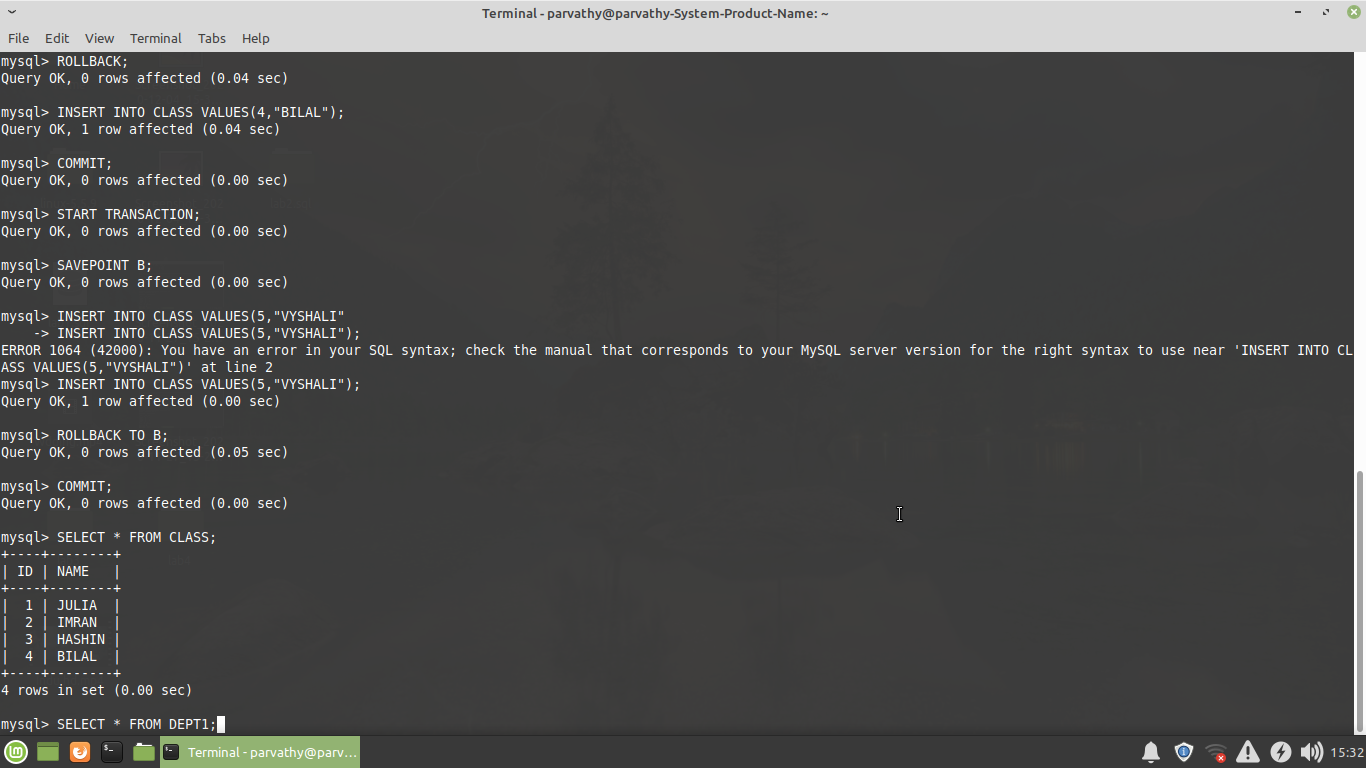 Terminal - parvathy@parvathy-System-Product-Name: ~
File Edit View Terminal Tabs Help
mysql> ROLLBACK;
Query OK, 0 rows affected (0.04 sec)
mysql> INSERT INTO CLASS VALUES(4,"BILAL");
Query OK, 1 row affected (0.04 sec)
mysql> COMMIT;
Query OK, 0 rows affected (0.00 sec)
mysql> START TRANSACTION;
Query OK, 0 rows affected (0.00 sec)
mysql> SAVEPOINT B;
Query OK, 0 rows affected (0.00 sec)
mysql> INSERT INTO CLASS VALUES(5,"VYSHALI"
    -> INSERT INTO CLASS VALUES(5,"VYSHALI");
ERROR 1064 (42000): You have an error in your SQL syntax; check the manual that corresponds to your MySQL server version for the right syntax to use near 'INSERT INTO CL
ASS VALUES(5,"VYSHALI")' at line 2
mysql> INSERT INTO CLASS VALUES(5,"VYSHALI");
Query OK, 1 row affected (0.00 sec)
mysql> ROLLBACK TO B;
Query OK, 0 rows affected (0.05 sec)
mysql> COMMIT;
Query OK, 0 rows affected (0.00 sec)
mysql> SELECT * FROM CLASS;
+----+--------+
| ID | NAME   |
+----+--------+
|  1 | JULIA  |
|  2 | IMRAN  |
|  3 | HASHIN |
|  4 | BILAL  |
+----+--------+
4 rows in set (0.00 sec)
mysql> SELECT * FROM DEPT1;
Terminal - parvathy@parv...
15:32